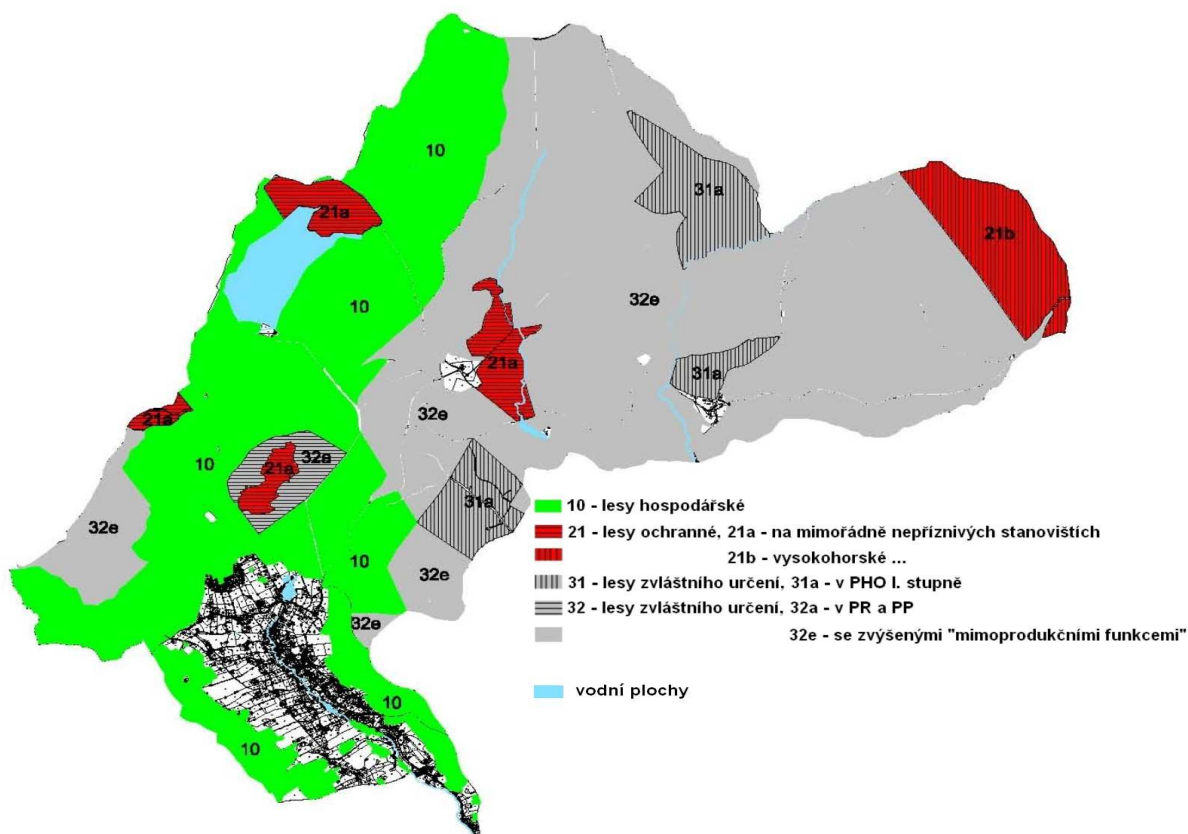 10
31a
21a
21b
10
32e
21a
31a
21a
32e
10
32a
21a
31a
32e
10
32e
32e
10
10
10 - lesy hospodářské
21 - lesy ochranné, 21a - na mimořádně nepříznivých stanovištích
21b - vysokohorské ...
31 - lesy zvláštního určení, 31a - v PHO I. stupně
32 - lesy zvláštního určení, 32a - v PR a PP
32e - se zvýšenými "mimoprodukčními funkcemi"
vodní plochy